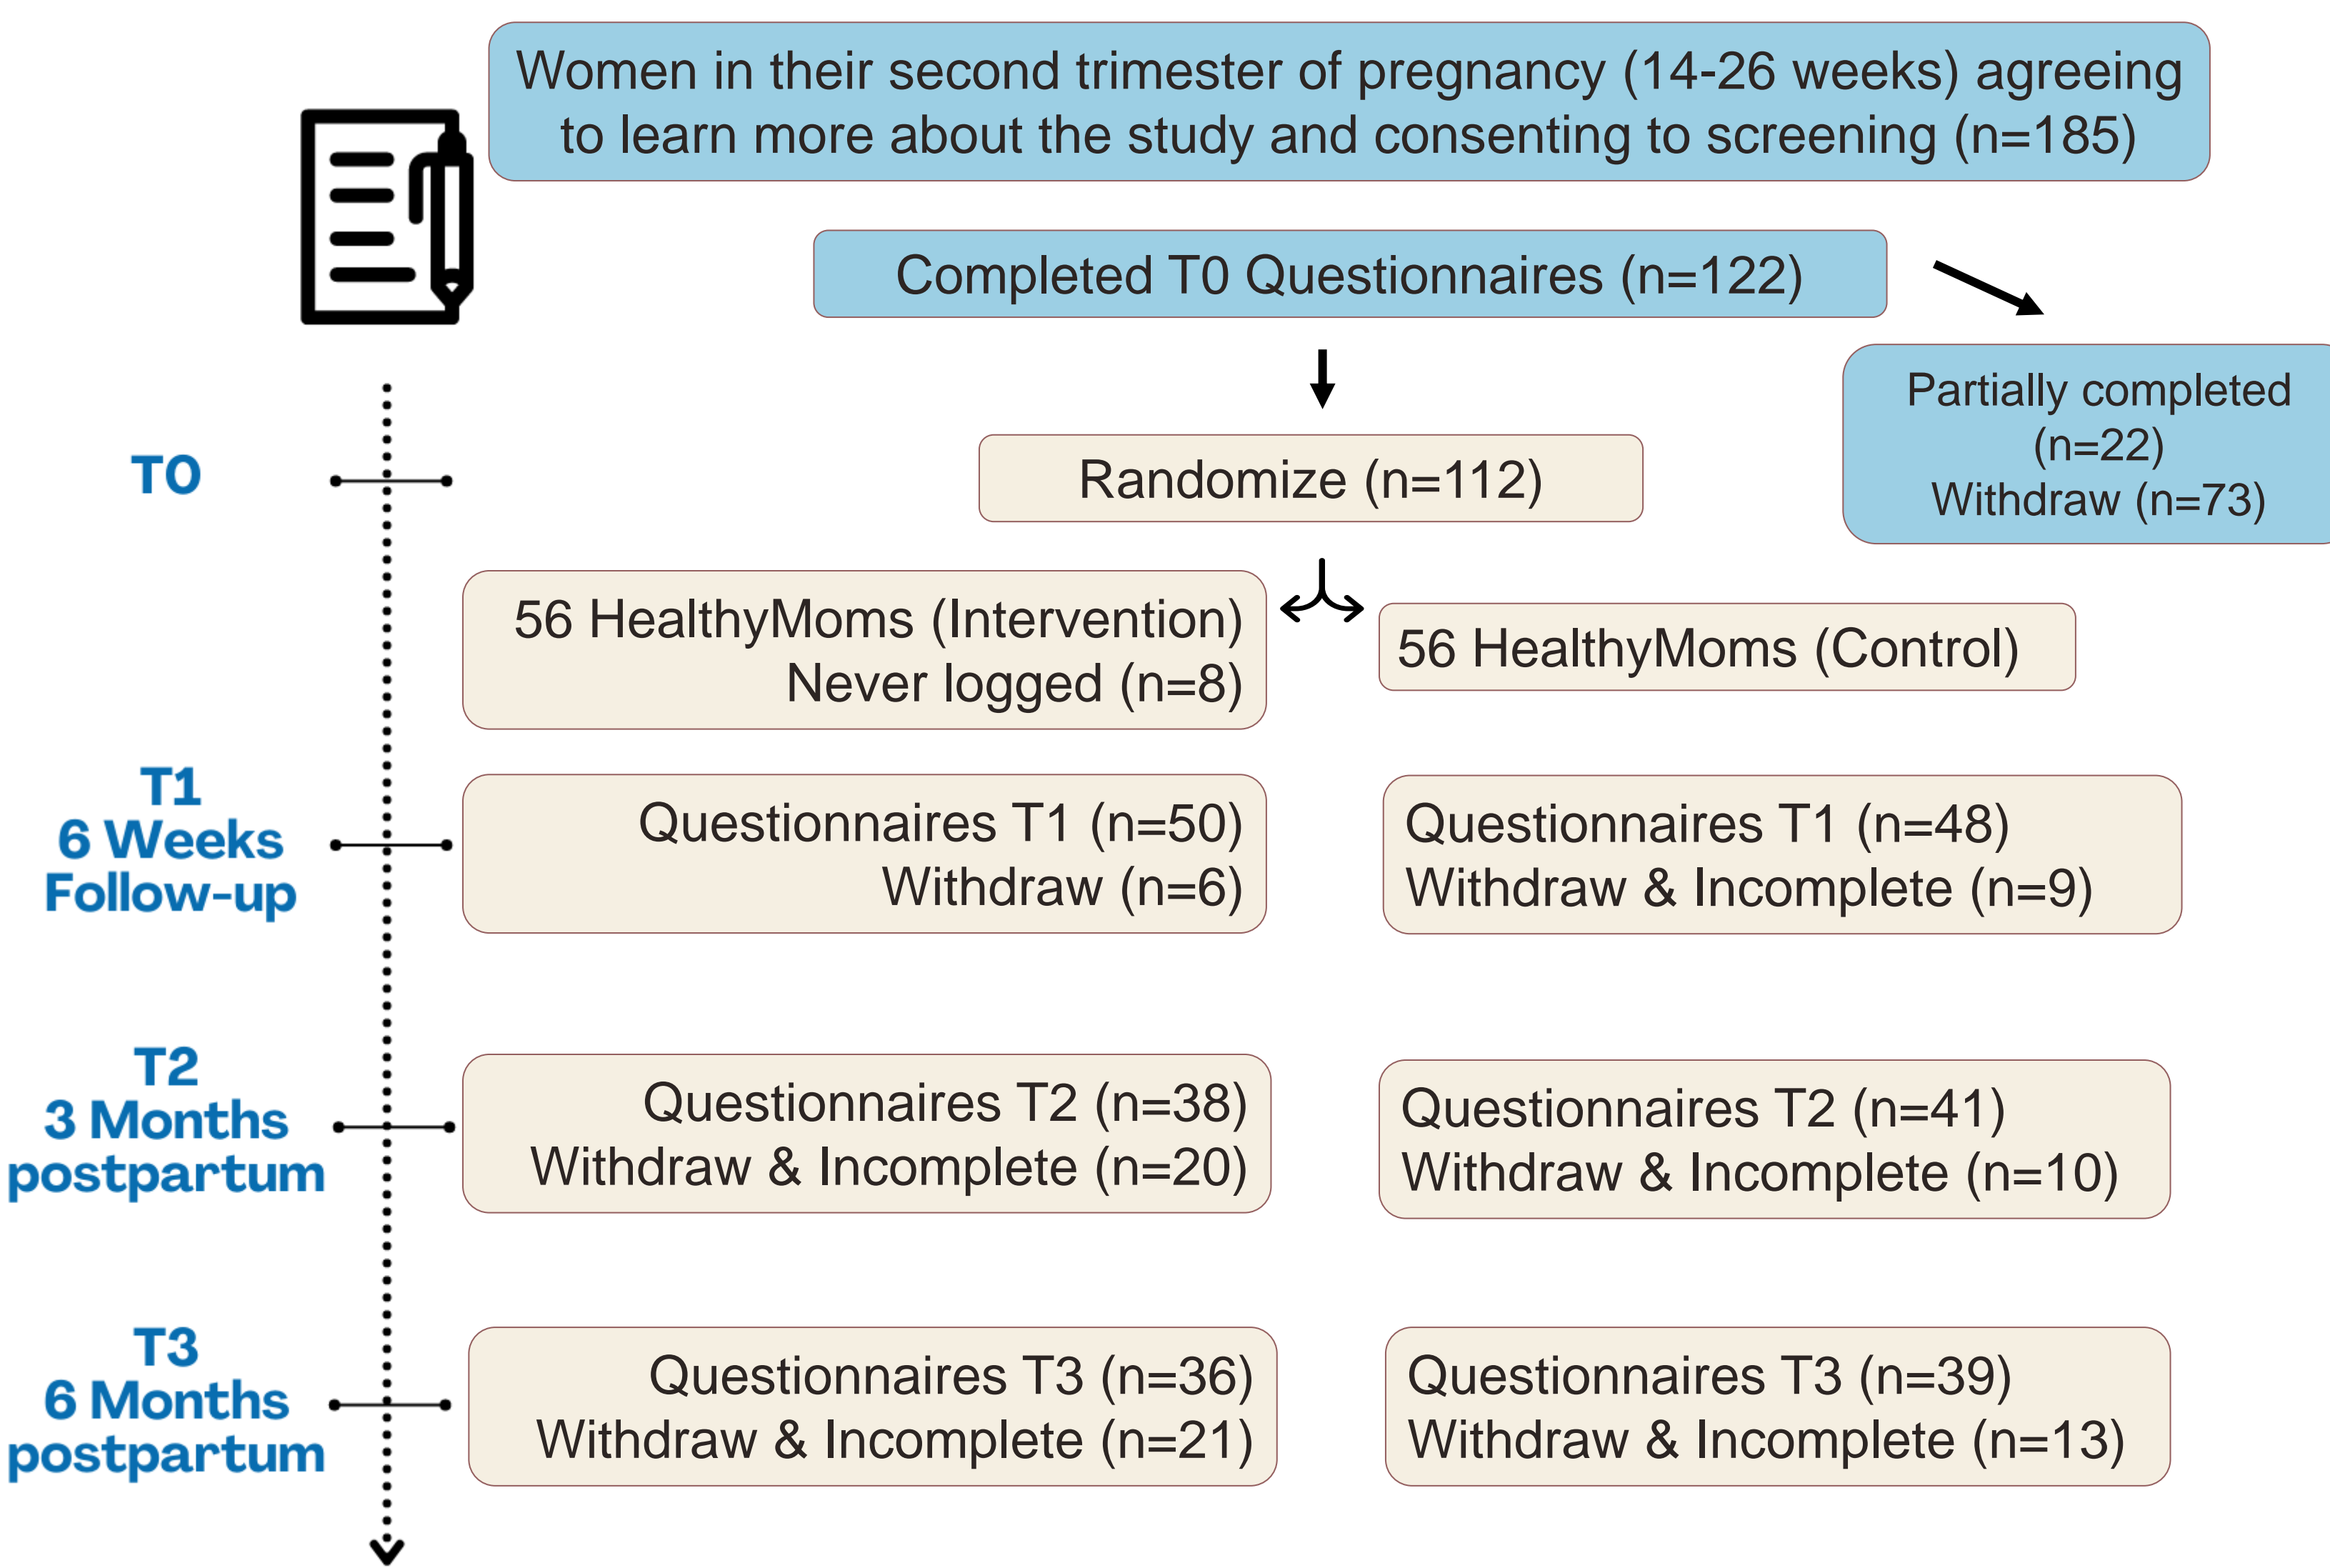 Women in their second trimester of pregnancy (14-26 weeks) agreeing
to learn more about the study and consenting to screening (n=185)
Completed T0 Questionnaires (n=122)
Partially completed
(n=22)
Withdraw (n=73)
T0
Randomize (n=112)
56 HealthyMoms (Intervention)
Never logged (n=8)
56 HealthyMoms (Control)
T1
6 Weeks
Follow-up
Questionnaires T1 (n=50)
Withdraw (n=6)
Questionnaires T1 (n=48)
Withdraw & Incomplete (n=9)
T2
3 Months
postpartum
Questionnaires T2 (n=38)
Withdraw & Incomplete (n=20)
Questionnaires T2 (n=41)
Withdraw & Incomplete (n=10)
T3
6 Months
postpartum
Questionnaires T3 (n=36)
Withdraw & Incomplete (n=21)
Questionnaires T3 (n=39)
Withdraw & Incomplete (n=13)